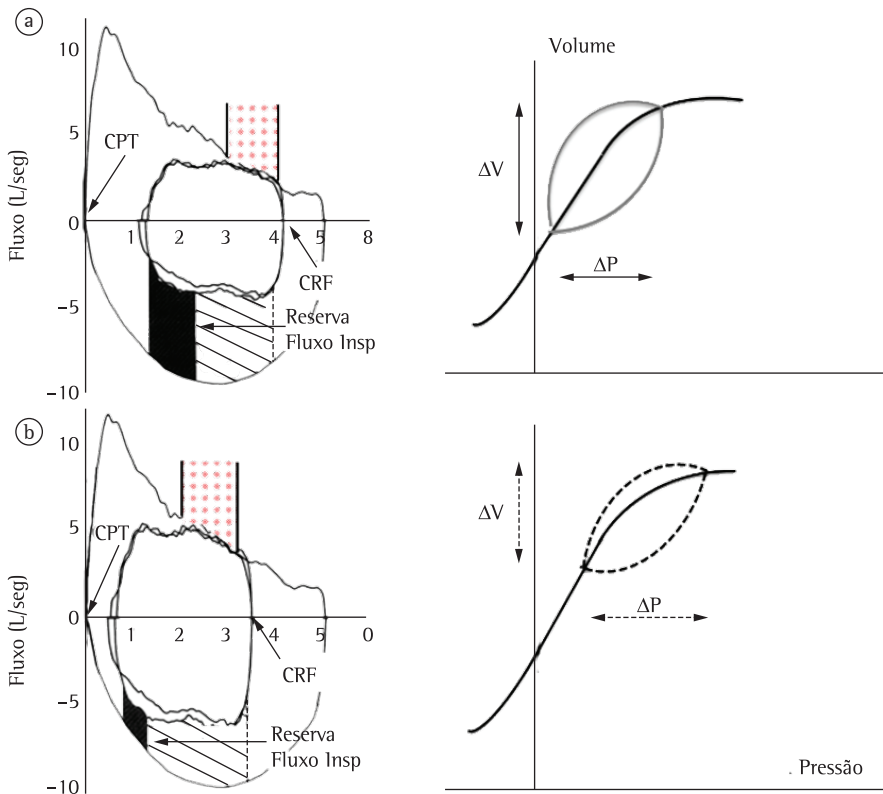 a
Fluxo (L/seg)
10
5
0
-5
-10
CPT
1 2 3 4 5 8
CRF
Reserva
Fluxo Insp
Volume
ΔV
ΔP
b
Fluxo (L/seg)
10
5
0
-5
-10
CPT
1 2 3 4 5 0
CRF
Reserva
Fluxo Insp
ΔV
ΔP
Pressão